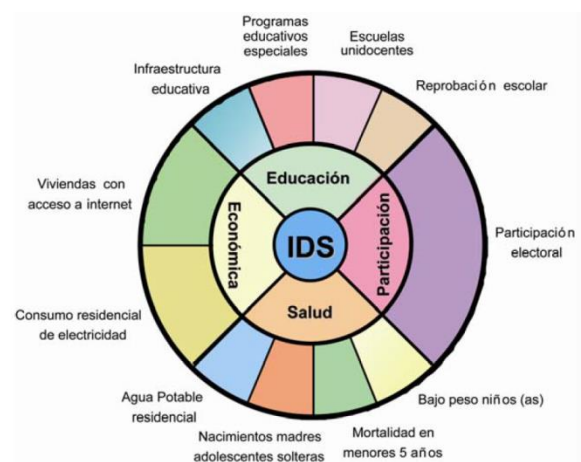 Programas
educativos
especiales
Escuelas
unidocentes
Infraestructura
educativa
Reprobación escolar
Educación
Viviendas con
acceso a internet
Económica
IDS
Participación
Participación
electoral
Salud
Consumo residencial
de electricidad
Agua Potable
residencial
Nacimientos madres
adolescentes solteras
Mortalidad en
menores 5 años
Bajo peso niños (as)